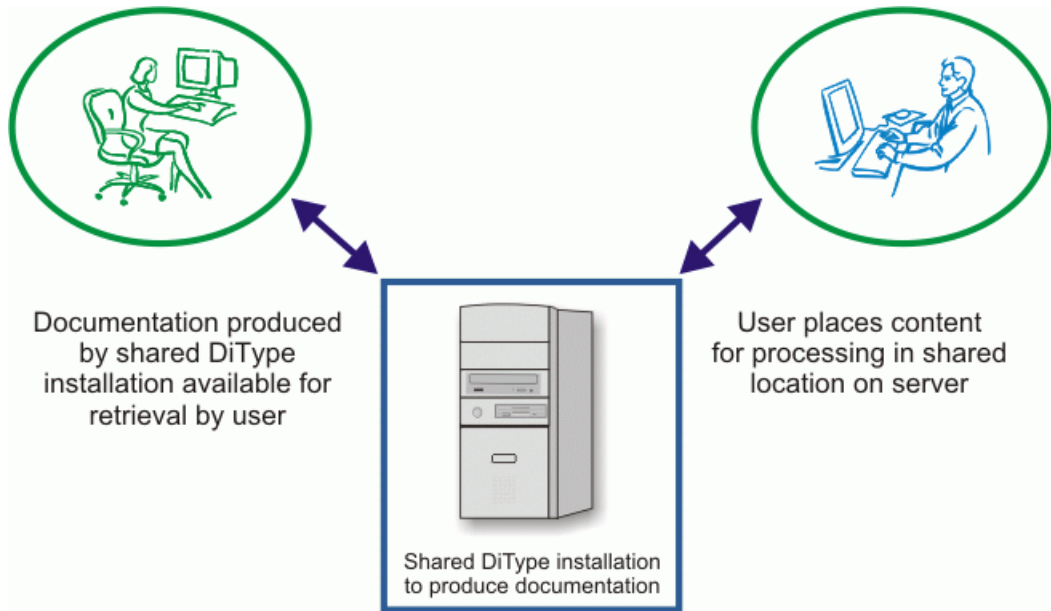 Documentation produced
by shared DiType
installation available for
retrieval by user
User places content
for processing in shared
location on server
Shared DiType installation
to produce documentation